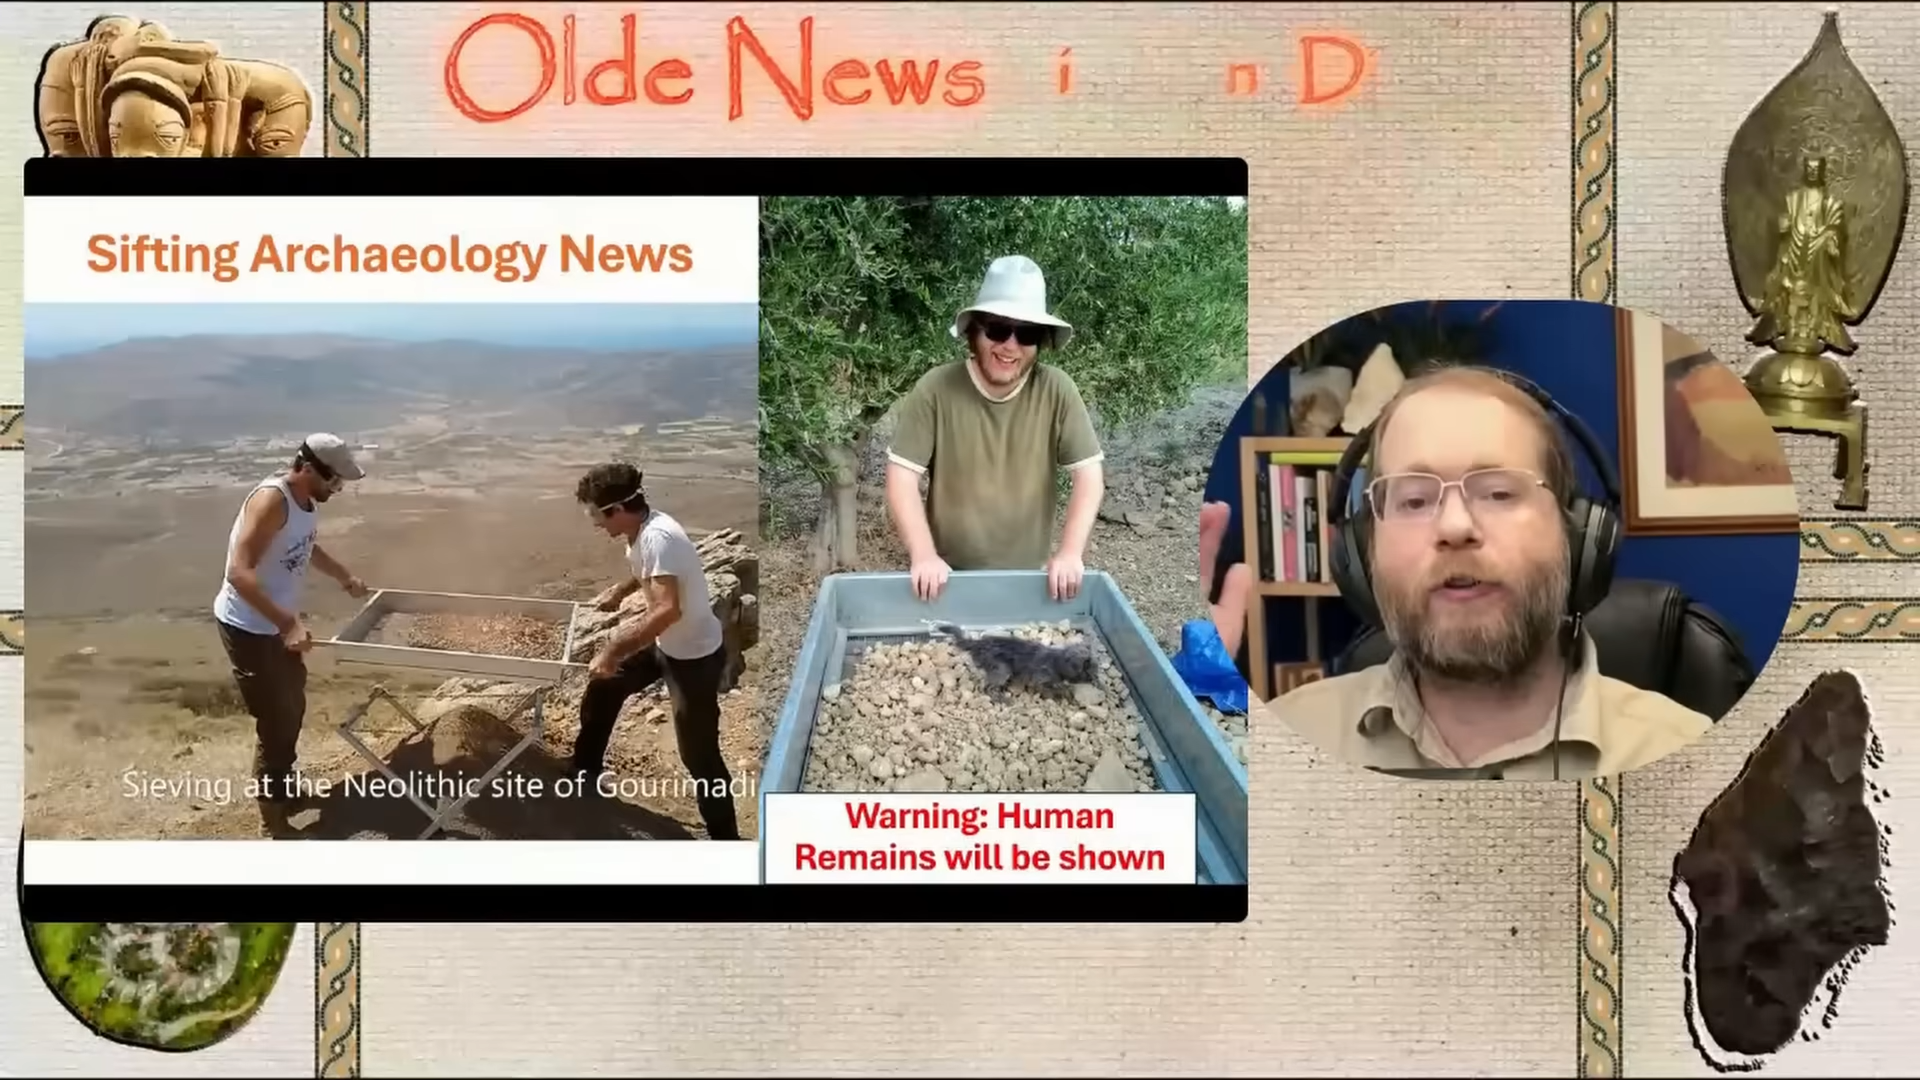 Olde News i n D
Sifting Archaeology News
Sieving at the Neolithic site of Gourimadi
Warning: Human
Remains will be shown